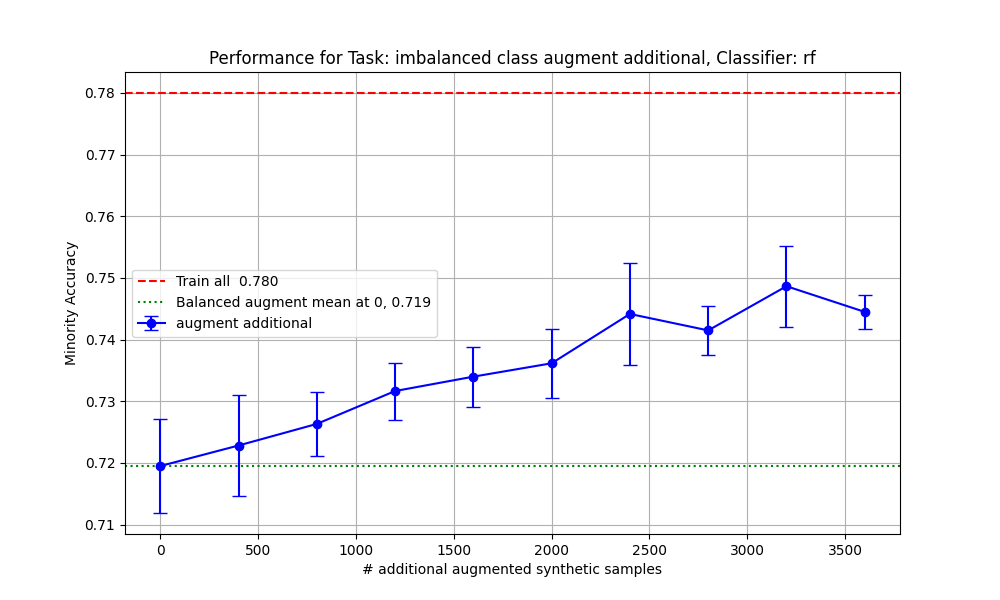 Performance for Task: imbalanced class augment additional, Classifier: rf
Minority Accuracy
0.78
0.77
0.76
0.75
0.74
0.73
0.72
0.71
Train all  0.780
Balanced augment mean at 0, 0.719
augment additional
0 500 1000 1500 2000 2500 3000 3500
# additional augmented synthetic samples